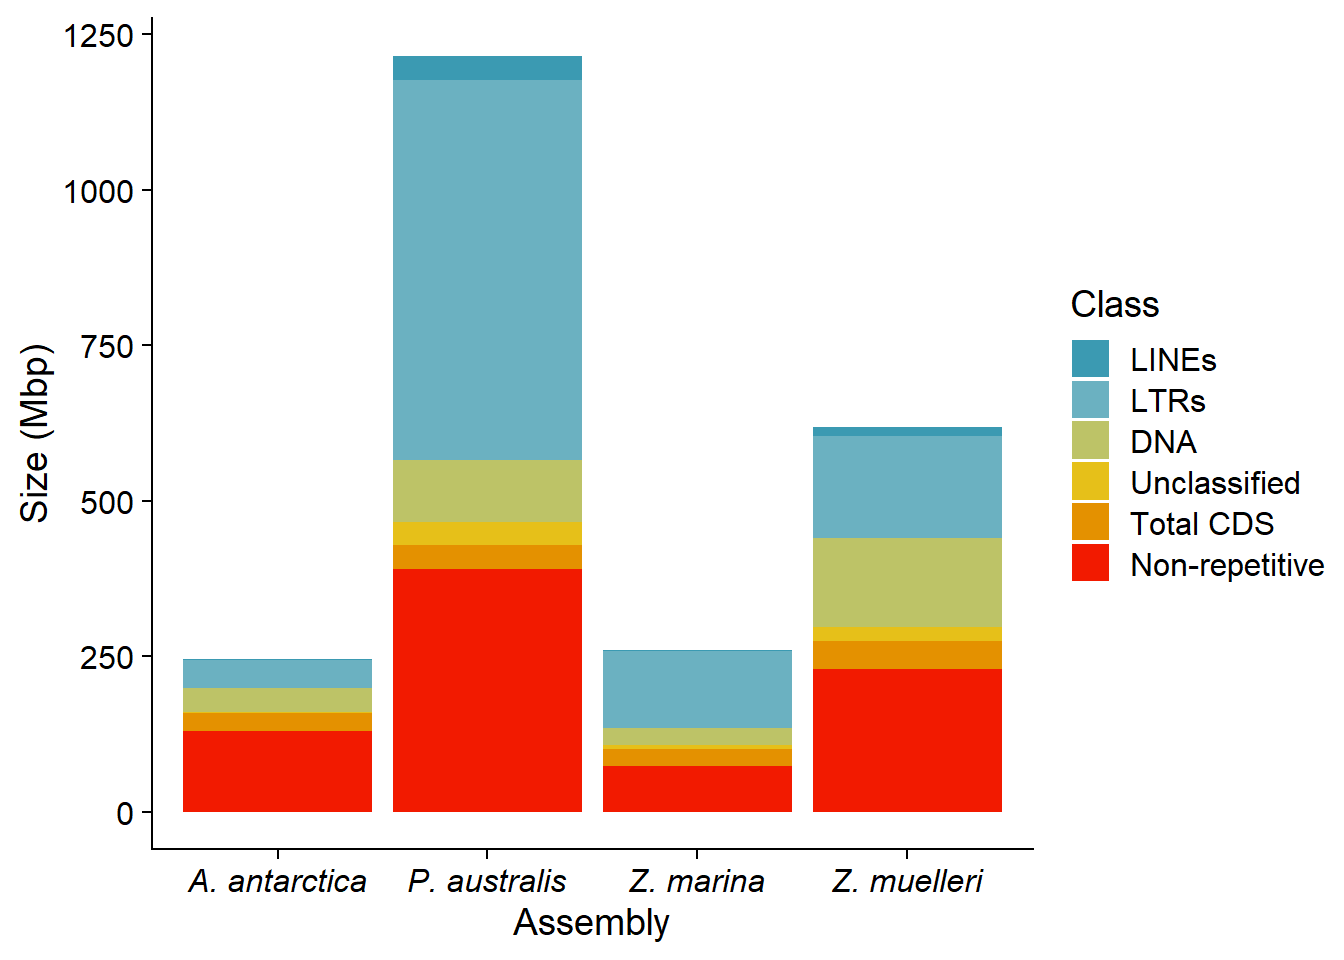 1250
1000
750
500
250
0
Size (Mbp)
A. antarctica
P. australis
Z. marina
Z. muelleri
Assembly
Class
LINEs
LTRs
DNA
Unclassified
Total CDS
Non-repetitive